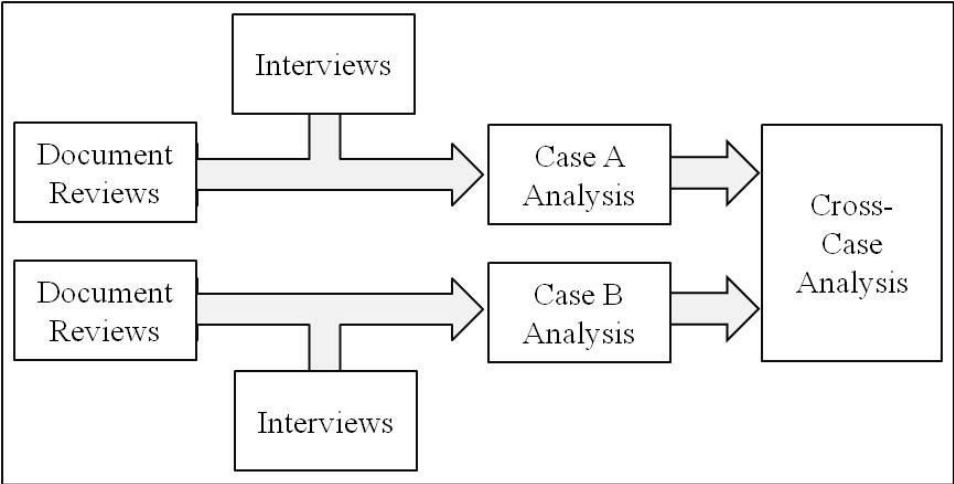 Interviews
Document
Reviews
Case A
Analysis
Cross-
Case
Analysis
Document
Reviews
Case B
Analysis
Interviews